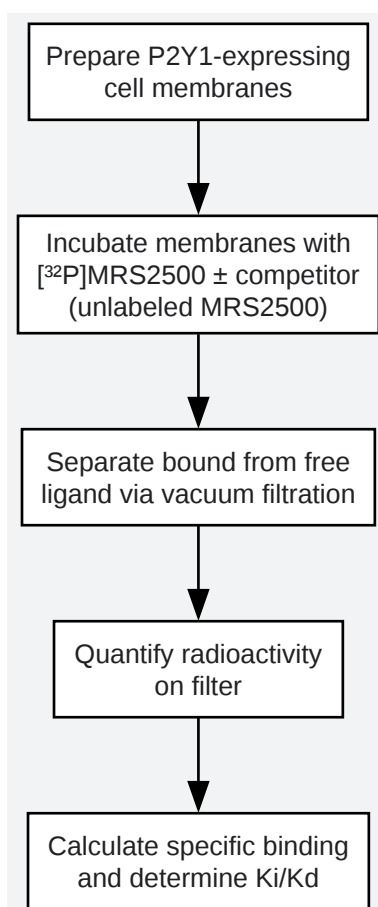 Prepare P2Y1-expressing
cell membranes
Incubate membranes with
[³²P]MRS2500 ± competitor
(unlabeled MRS2500)
Separate bound from free
ligand via vacuum filtration
Quantify radioactivity
on filter
Calculate specific binding
and determine Ki/Kd